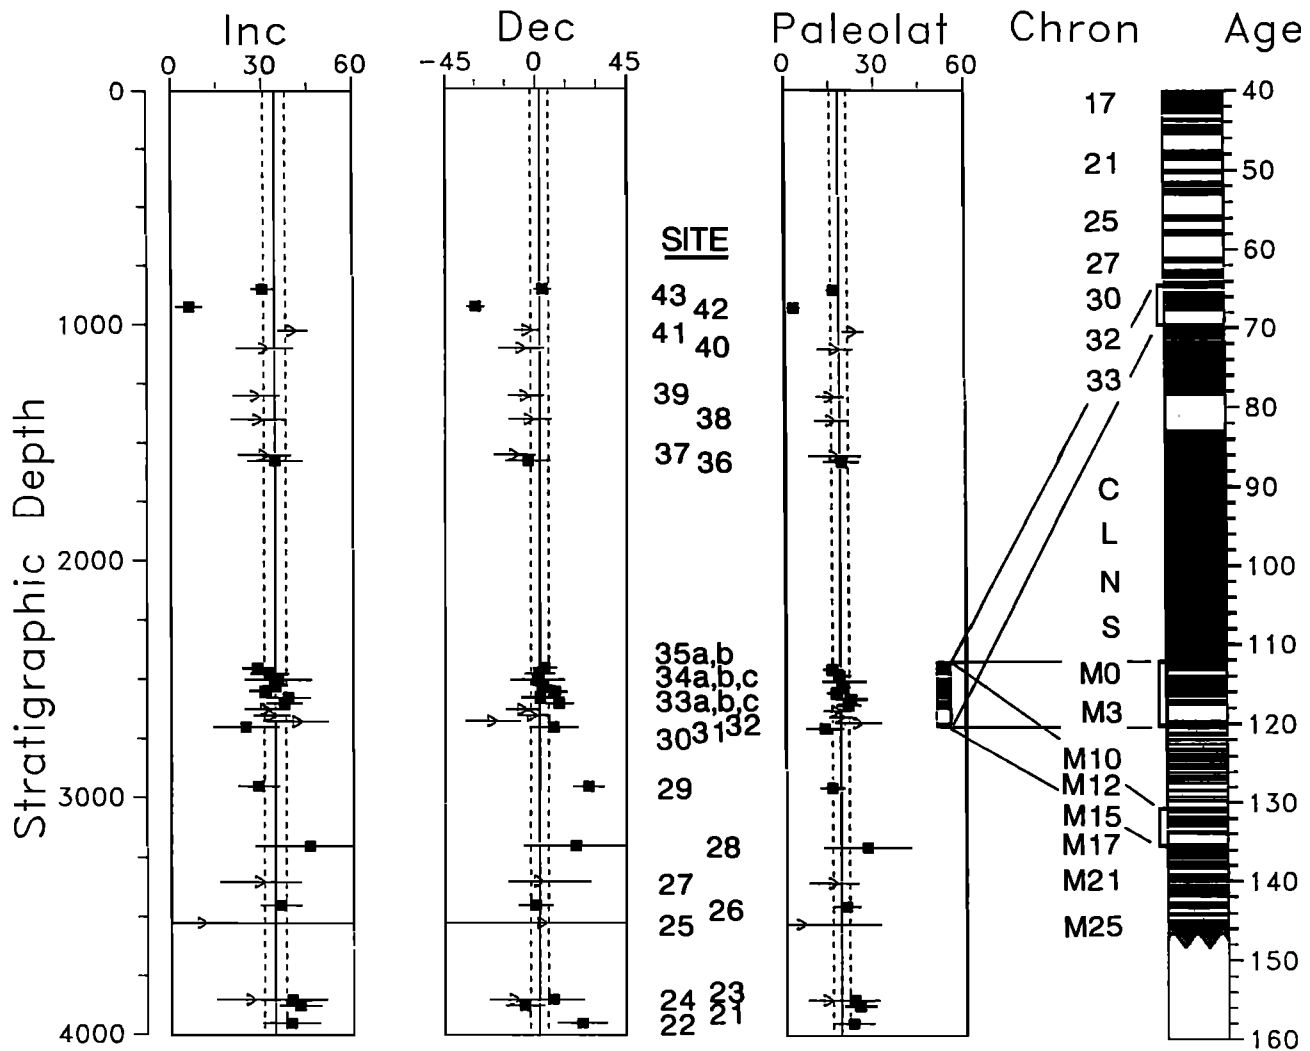 Inc Dec Paleolat Chron Age
0 30 60 -45 0 45 0 30 60
Stratigraphic Depth
0
1000
2000
3000
4000
SITE
43 42
41 40
39
38
37 36
35a,b
34a,b,c
33a,b,c
30 31 32
29
28
27
26
25
24 23
22 21
17
21
25
27
30
32
33
C
L
N
S
M0
M3
M10
M12
M15
M17
M21
M25
40
50
60
70
80
90
100
110
120
130
140
150
160